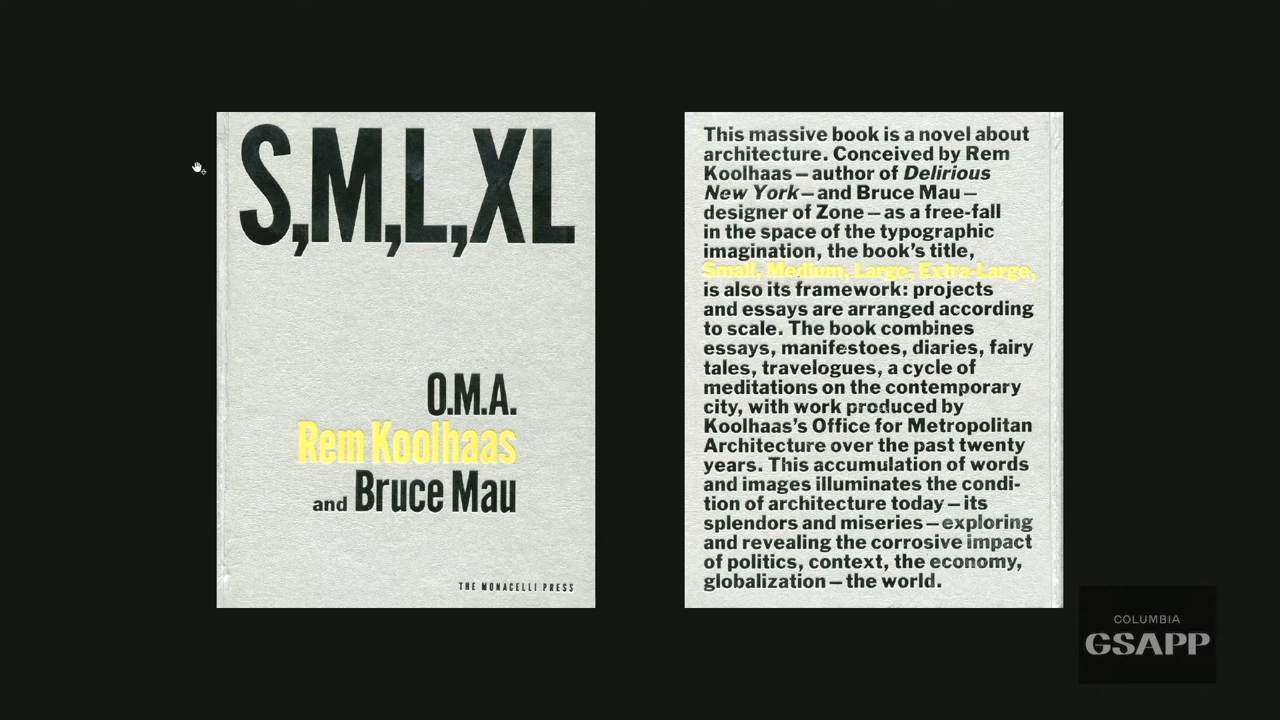 S,M,L,XL
O.M.A.
Rem Koolhaas
and Bruce Mau
THE MONACELLI PRESS
This massive book is a novel about
architecture. Conceived by Rem
Koolhaas – author of Delirious
New York – and Bruce Mau –
designer of Zone – as a free-fall
in the space of the typographic
imagination, the book's title,
Small, Medium, Large, Extra-Large,
is also its framework: projects
and essays are arranged according
to scale. The book combines
essays, manifestoes, diaries, fairy
tales, travelogues, a cycle of
meditations on the contemporary
city, with work produced by
Koolhaas's Office for Metropolitan
Architecture over the past twenty
years. This accumulation of words
and images illuminates the condi-
tion of architecture today – its
splendors and miseries – exploring
and revealing the corrosive impact
of politics, context, the economy,
globalization – the world.
COLUMBIA
GSAPP